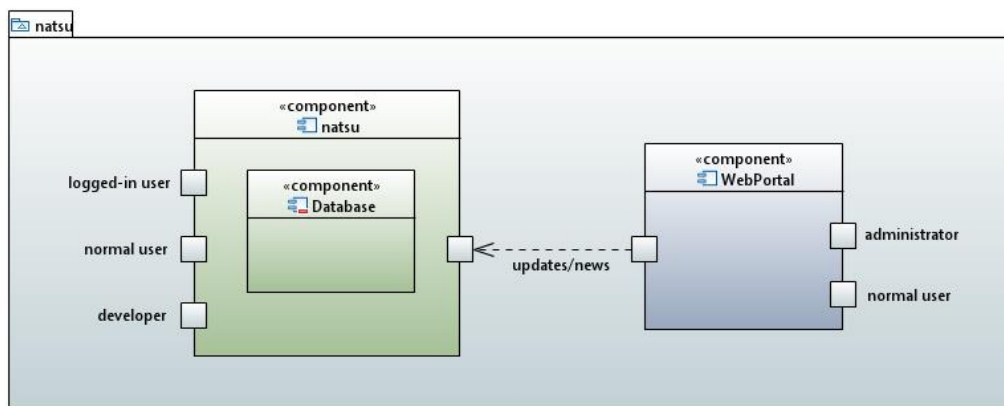 natsu
«component»
natsu
«component»
Database
logged-in user
normal user
developer
updates/news
«component»
WebPortal
administrator
normal user